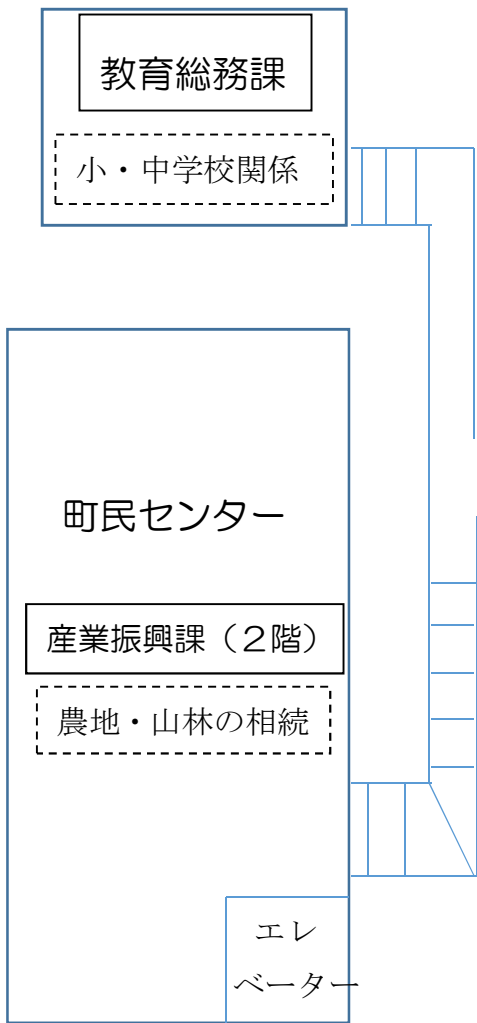 教育総務課
小・中学校関係
町民センター
産業振興課（２階）
農地・山林の相続
エレ
ベーター